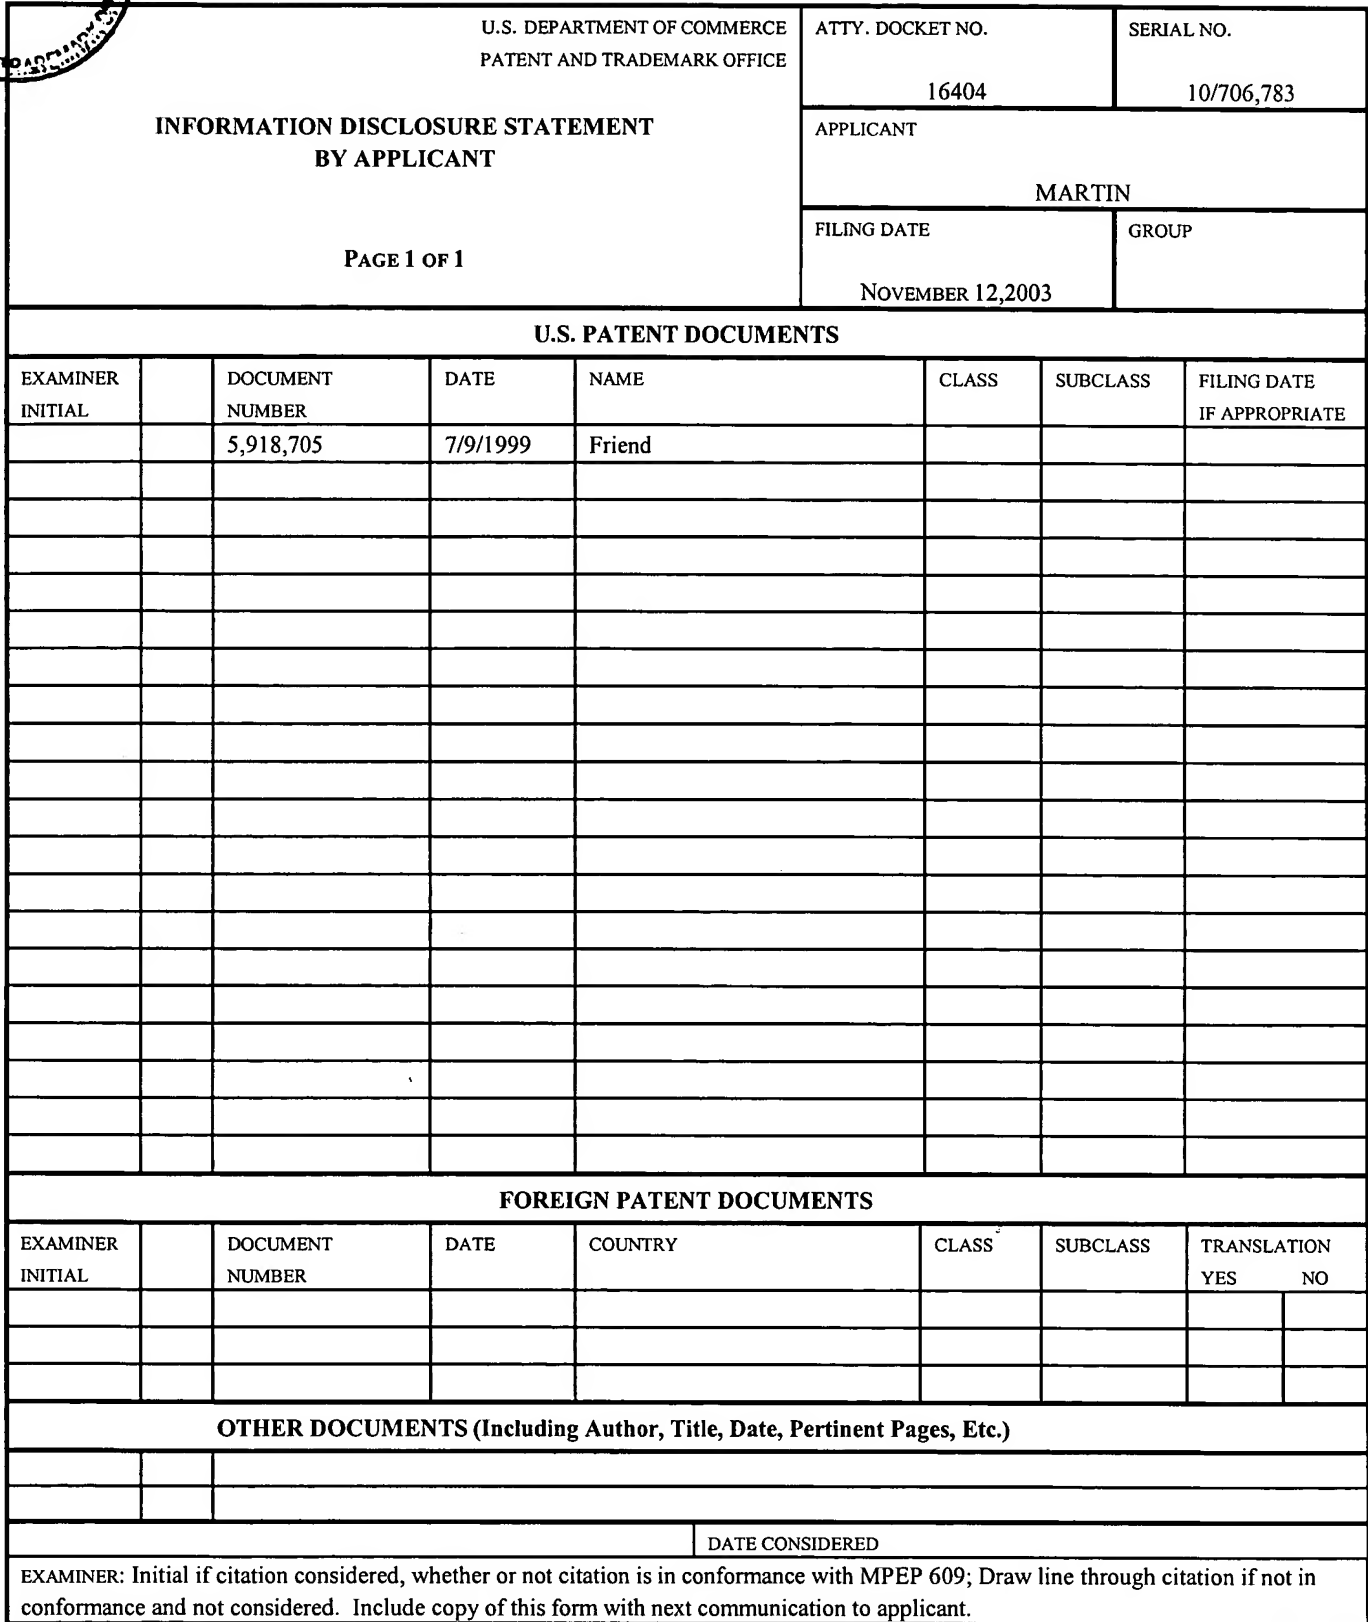 TRADEMARK
U.S. DEPARTMENT OF COMMERCE
PATENT AND TRADEMARK OFFICE
INFORMATION DISCLOSURE STATEMENT
BY APPLICANT
PAGE 1 OF 1
ATTY. DOCKET NO.
16404
SERIAL NO.
10/706,783
APPLICANT
MARTIN
FILING DATE
NOVEMBER 12,2003
GROUP
U.S. PATENT DOCUMENTS
EXAMINER INITIAL DOCUMENT NUMBER DATE NAME CLASS SUBCLASS FILING DATE IF APPROPRIATE
5,918,705 7/9/1999 Friend
FOREIGN PATENT DOCUMENTS
EXAMINER INITIAL DOCUMENT NUMBER DATE COUNTRY CLASS SUBCLASS TRANSLATION YES NO
OTHER DOCUMENTS (Including Author, Title, Date, Pertinent Pages, Etc.)
DATE CONSIDERED
EXAMINER: Initial if citation considered, whether or not citation is in conformance with MPEP 609; Draw line through citation if not in
conformance and not considered. Include copy of this form with next communication to applicant.